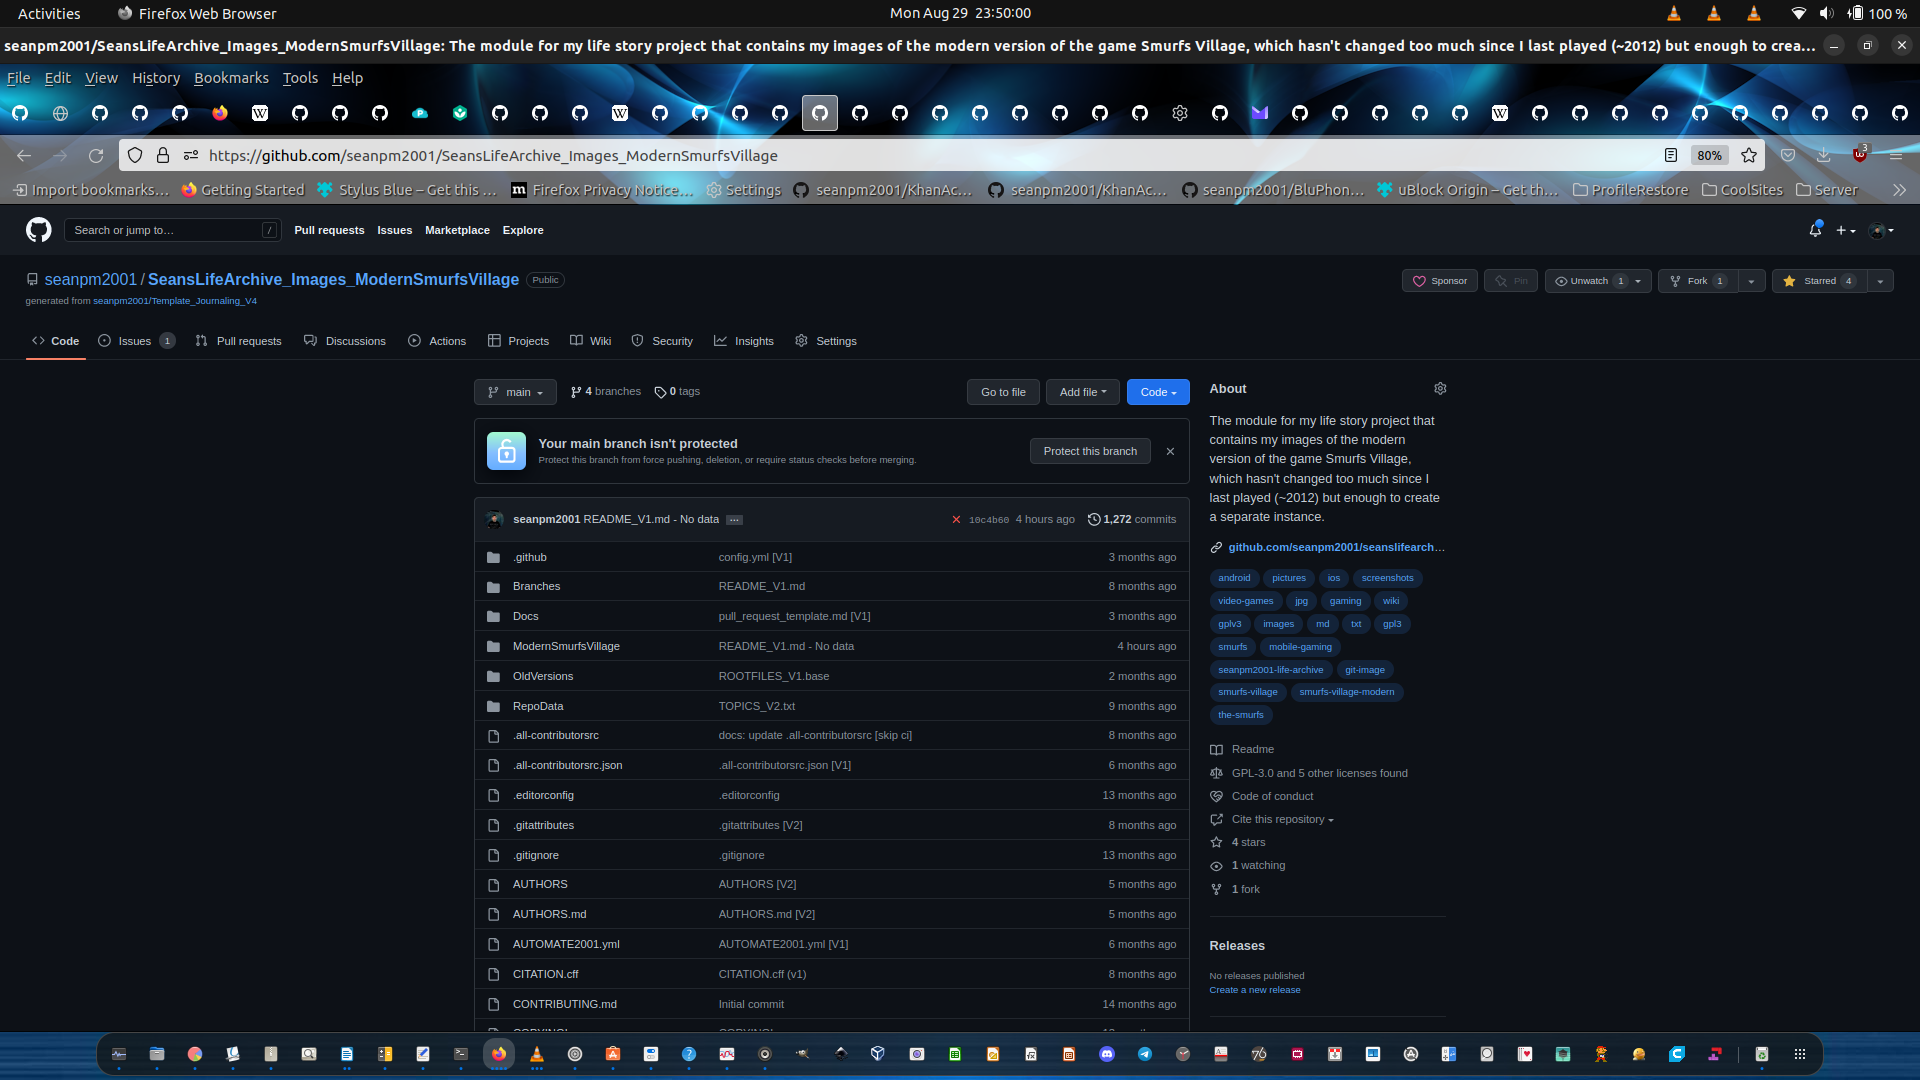 Activities
Firefox Web Browser
Mon Aug 29 23:50:00
100 %
seanpm2001/SeansLifeArchive_Images_ModernSmurfsVillage: The module for my life story project that contains my images of the modern version of the game Smurfs Village, which hasn't changed too much since I last played (~2012) but enough to crea…
File Edit View History Bookmarks Tools Help
https://github.com/seanpm2001/SeansLifeArchive_Images_ModernSmurfsVillage
80%
3
Import bookmarks… Getting Started Stylus Blue – Get this … Firefox Privacy Notice… Settings seanpm2001/KhanAc… seanpm2001/KhanAc… seanpm2001/BluPhon… uBlock Origin – Get th… ProfileRestore CoolSites Server
Search or jump to… /
Pull requests Issues Marketplace Explore
seanpm2001 / SeansLifeArchive_Images_ModernSmurfsVillage Public
generated from seanpm2001/Template_Journaling_V4
Sponsor Pin Unwatch 1 Fork 1 Starred 4
Code Issues 1 Pull requests Discussions Actions Projects Wiki Security Insights Settings
main 4 branches 0 tags
Go to file Add file Code
Your main branch isn't protected
Protect this branch from force pushing, deletion, or require status checks before merging.
Protect this branch
seanpm2001 README_V1.md - No data … 10c4b60 4 hours ago 1,272 commits
.github config.yml [V1] 3 months ago
Branches README_V1.md 8 months ago
Docs pull_request_template.md [V1] 3 months ago
ModernSmurfsVillage README_V1.md - No data 4 hours ago
OldVersions ROOTFILES_V1.base 2 months ago
RepoData TOPICS_V2.txt 9 months ago
.all-contributorsrc docs: update .all-contributorsrc [skip ci] 8 months ago
.all-contributorsrc.json .all-contributorsrc.json [V1] 6 months ago
.editorconfig .editorconfig 13 months ago
.gitattributes .gitattributes [V2] 8 months ago
.gitignore .gitignore 13 months ago
AUTHORS AUTHORS [V2] 5 months ago
AUTHORS.md AUTHORS.md [V2] 5 months ago
AUTOMATE2001.yml AUTOMATE2001.yml [V1] 6 months ago
CITATION.cff CITATION.cff (v1) 8 months ago
CONTRIBUTING.md Initial commit 14 months ago
About
The module for my life story project that
contains my images of the modern
version of the game Smurfs Village,
which hasn't changed too much since I
last played (~2012) but enough to create
a separate instance.
github.com/seanpm2001/seanslifearch…
android pictures ios screenshots
video-games jpg gaming wiki
gplv3 images md txt gpl3
smurfs mobile-gaming
seanpm2001-life-archive git-image
smurfs-village smurfs-village-modern
the-smurfs
Readme
GPL-3.0 and 5 other licenses found
Code of conduct
Cite this repository
4 stars
1 watching
1 fork
Releases
No releases published
Create a new release